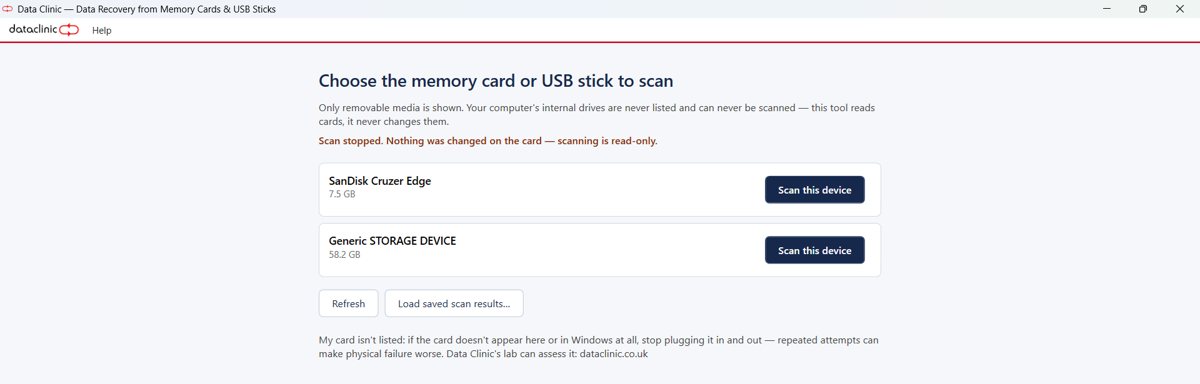 Data Clinic — Data Recovery from Memory Cards & USB Sticks
dataclinic Help
Choose the memory card or USB stick to scan
Only removable media is shown. Your computer's internal drives are never listed and can never be scanned — this tool reads
cards, it never changes them.
Scan stopped. Nothing was changed on the card — scanning is read-only.
SanDisk Cruzer Edge
7.5 GB
Scan this device
Generic STORAGE DEVICE
58.2 GB
Scan this device
Refresh
Load saved scan results...
My card isn't listed: if the card doesn't appear here or in Windows at all, stop plugging it in and out — repeated attempts can
make physical failure worse. Data Clinic's lab can assess it: dataclinic.co.uk